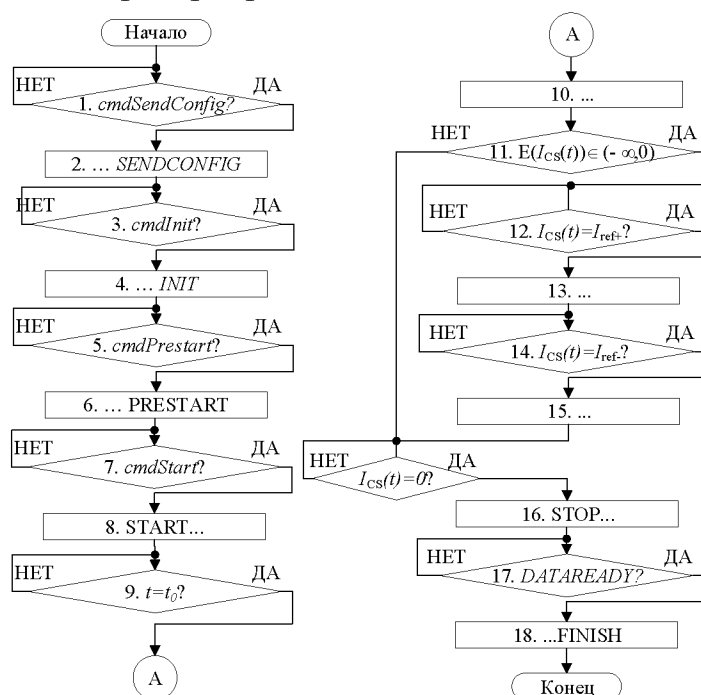 Начало
НЕТ
ДА
1. cmdSendConfig?
2. … SENDCONFIG
НЕТ
ДА
3. cmdInit?
4. … INIT
НЕТ
ДА
5. cmdPrestart?
6. … PRESTART
НЕТ
ДА
7. cmdStart?
8. START...
НЕТ
ДА
9. t=t0?
A
A
10. ...
НЕТ
ДА
11. E(ICS(t))∈(- ∞,0)
НЕТ
ДА
12. ICS(t)=Iref+?
13. ...
НЕТ
ДА
14. ICS(t)=Iref-?
15. ...
НЕТ
ДА
ICS(t)=0?
16. STOP...
НЕТ
ДА
17. DATAREADY?
18. ...FINISH
Конец